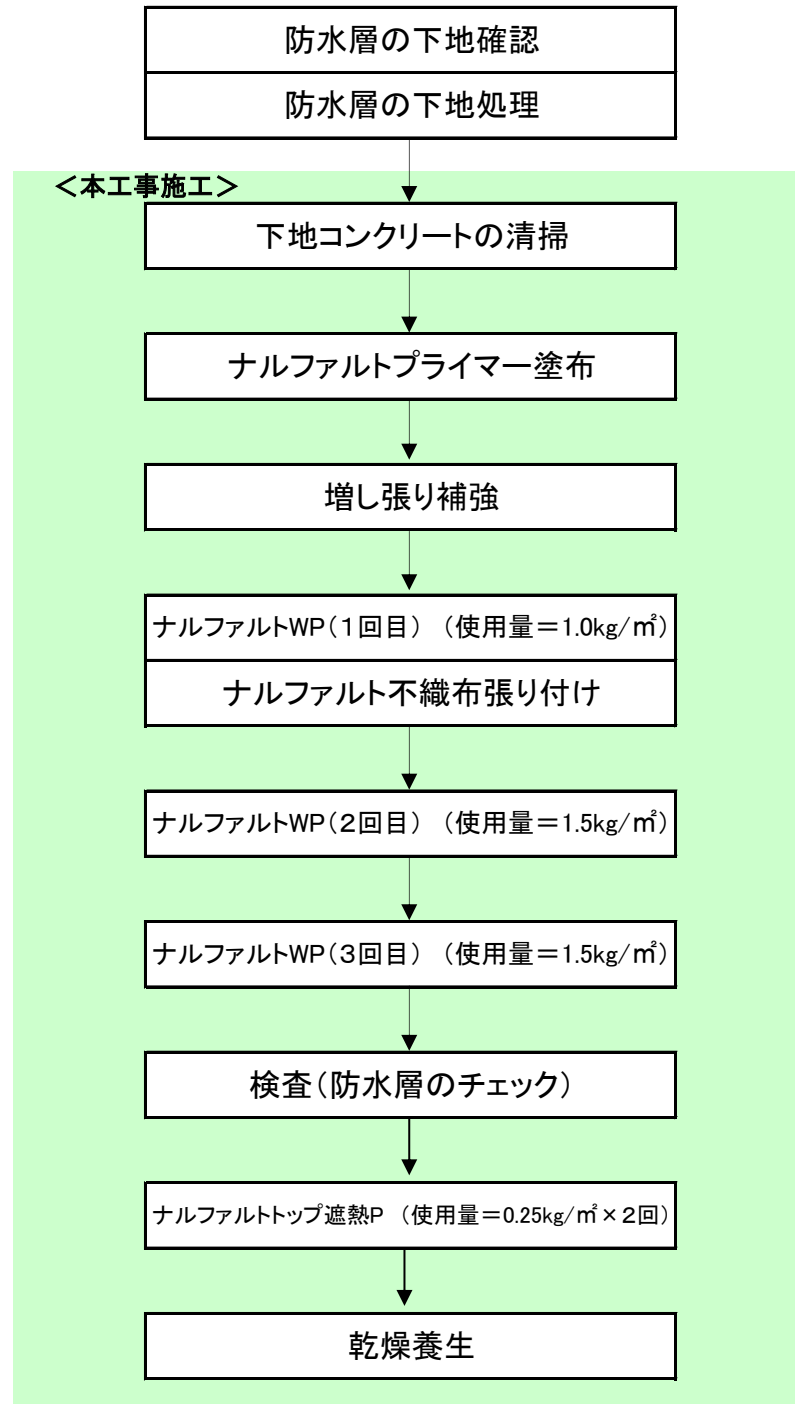 防水層の下地確認
防水層の下地処理
＜本工事施工＞
下地コンクリートの清掃
ナルファルトプライマー塗布
増し張り補強
ナルファルトWP（１回目）　（使用量＝1.0kg/㎡）
ナルファルト不織布張り付け
ナルファルトWP（２回目）　（使用量＝1.5kg/㎡）
ナルファルトWP（３回目）　（使用量＝1.5kg/㎡）
検査（防水層のチェック）
ナルファルトトップ遮熱P　（使用量＝0.25kg/㎡×２回）
乾燥養生